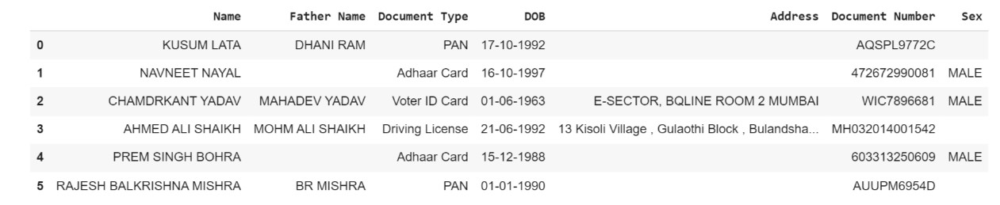 Name Father Name Document Type DOB Address Document Number Sex
0 KUSUM LATA DHANI RAM PAN 17-10-1992 AQSPL9772C
1 NAVNEET NAYAL Adhaar Card 16-10-1997 472672990081 MALE
2 CHAMDRKANT YADAV MAHADEV YADAV Voter ID Card 01-06-1963 E-SECTOR, BQLINE ROOM 2 MUMBAI WIC7896681 MALE
3 AHMED ALI SHAIKH MOHM ALI SHAIKH Driving License 21-06-1992 13 Kisoli Village , Gulaothi Block , Bulandsha... MH032014001542
4 PREM SINGH BOHRA Adhaar Card 15-12-1988 603313250609 MALE
5 RAJESH BALKRISHNA MISHRA BR MISHRA PAN 01-01-1990 AUUPM6954D